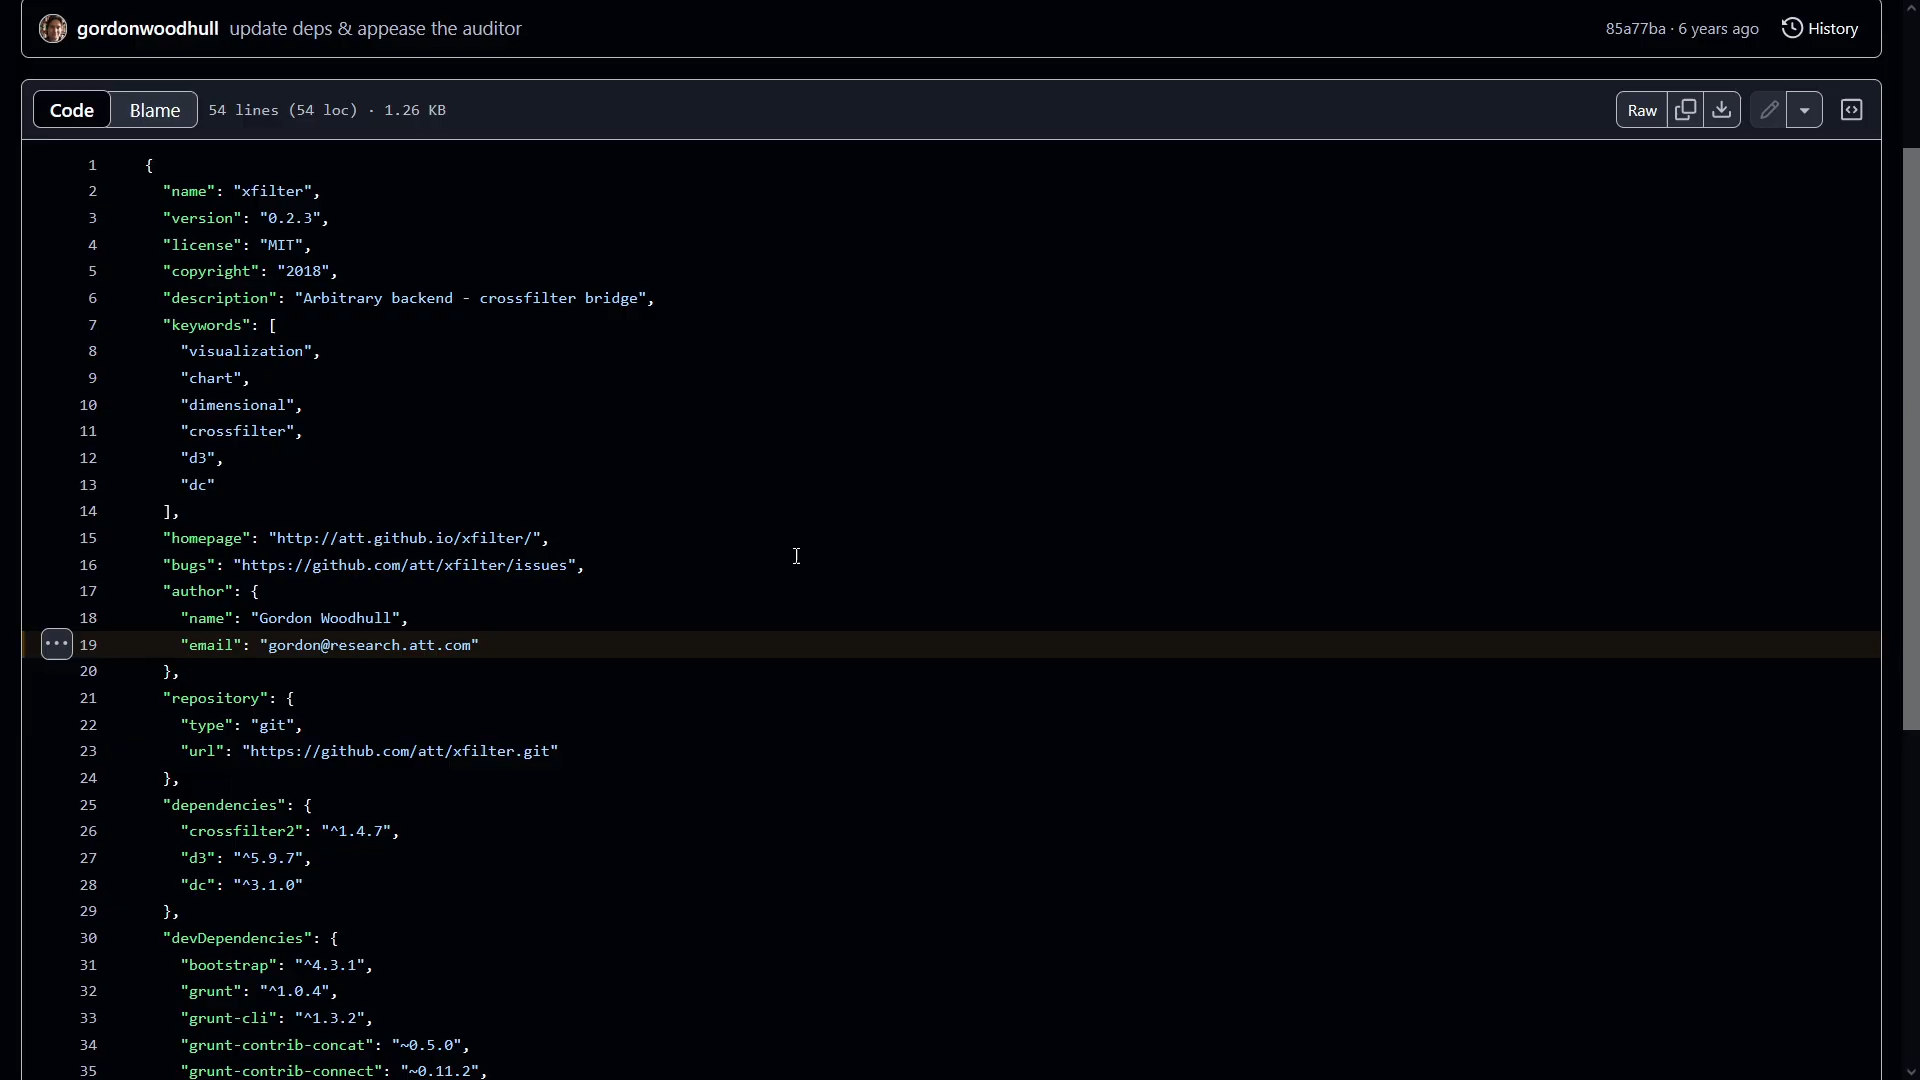 gordonwoodhull update deps & appease the auditor 85a77ba · 6 years ago History
Code Blame 54 lines (54 loc) · 1.26 KB Raw
1 {
2 "name": "xfilter",
3 "version": "0.2.3",
4 "license": "MIT",
5 "copyright": "2018",
6 "description": "Arbitrary backend - crossfilter bridge",
7 "keywords": [
8 "visualization",
9 "chart",
10 "dimensional",
11 "crossfilter",
12 "d3",
13 "dc"
14 ],
15 "homepage": "http://att.github.io/xfilter/",
16 "bugs": "https://github.com/att/xfilter/issues",
17 "author": {
18 "name": "Gordon Woodhull",
19 "email": "gordon@research.att.com"
20 },
21 "repository": {
22 "type": "git",
23 "url": "https://github.com/att/xfilter.git"
24 },
25 "dependencies": {
26 "crossfilter2": "^1.4.7",
27 "d3": "^5.9.7",
28 "dc": "^3.1.0"
29 },
30 "devDependencies": {
31 "bootstrap": "^4.3.1",
32 "grunt": "^1.0.4",
33 "grunt-cli": "^1.3.2",
34 "grunt-contrib-concat": "~0.5.0",
35 "grunt-contrib-connect": "~0.11.2",